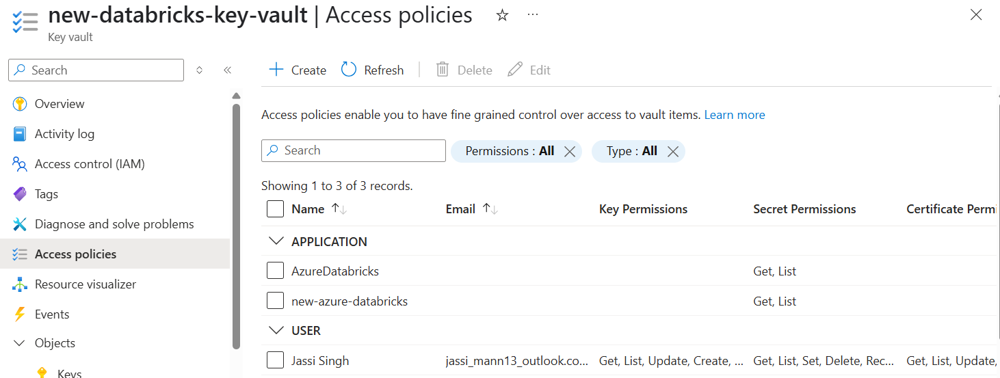 new-databricks-key-vault | Access policies
Key vault
Search
Create
Refresh
Delete
Edit
Overview
Activity log
Access control (IAM)
Tags
Diagnose and solve problems
Access policies
Resource visualizer
Events
Objects
Keys
Access policies enable you to have fine grained control over access to vault items. Learn more
Search
Permissions : All
Type : All
Showing 1 to 3 of 3 records.
Name Email Key Permissions Secret Permissions Certificate Permi
APPLICATION
AzureDatabricks Get, List
new-azure-databricks Get, List
USER
Jassi Singh jassi_mann13_outlook.co... Get, List, Update, Create, ... Get, List, Set, Delete, Rec... Get, List, Update,